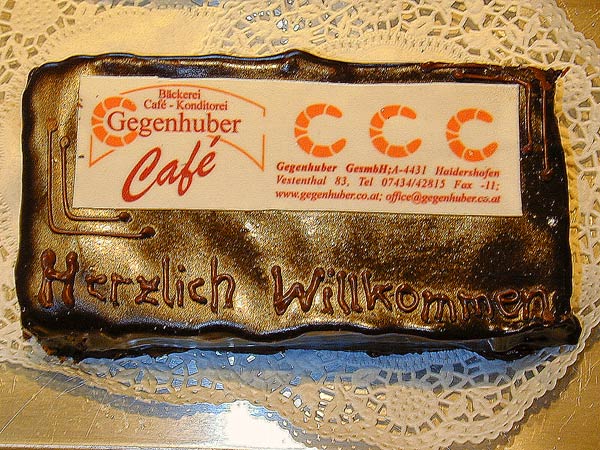 Bäckerei
Café - Konditorei
Gegenhuber
Café
Gegenhuber GesmbH;A-4431 Haidershofen
Vestenthal 83, Tel 07434/42815 Fax -11;
www.gegenhuber.co.at; office@gegenhuber.co.at
Herzlich Willkommen